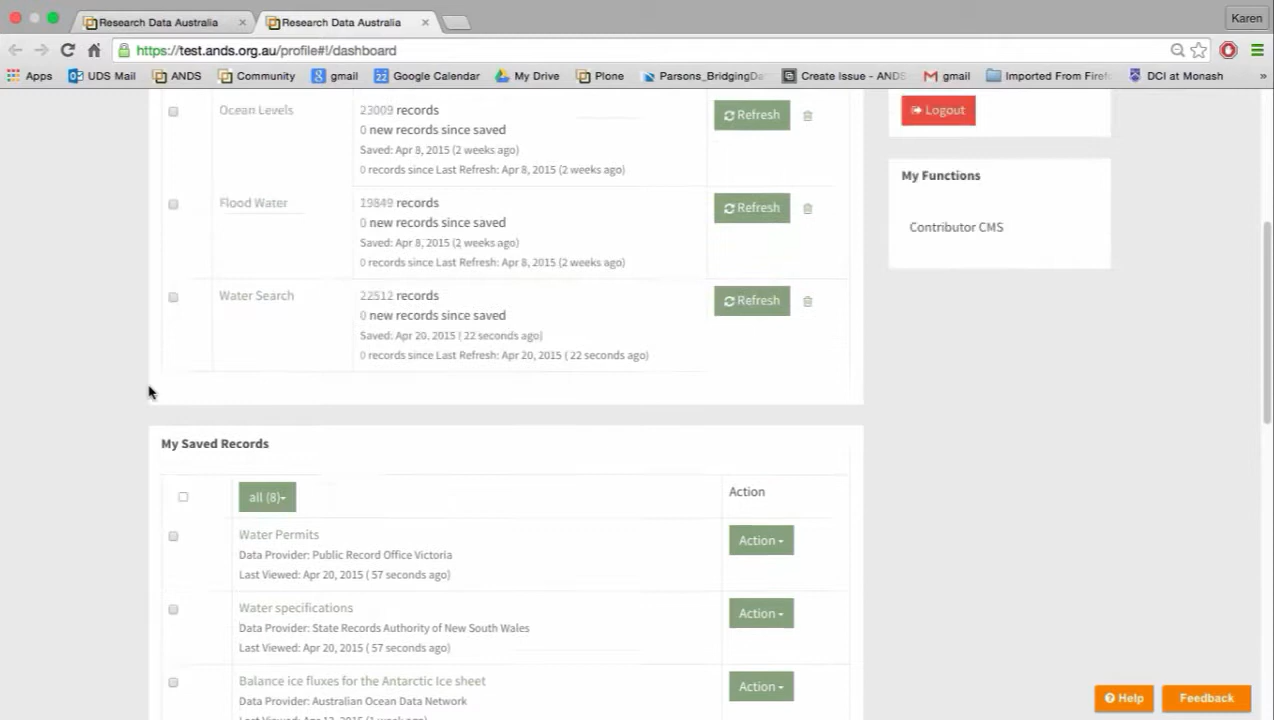 Research Data Australia
Research Data Australia
Karen
https://test.ands.org.au/profile#!/dashboard
Apps UDS Mail ANDS Community gmail Google Calendar My Drive Plone Parsons_BridgingDa Create Issue - ANDS gmail Imported From Firef DCI at Monash »
Ocean Levels
23009 records
0 new records since saved
Saved: Apr 8, 2015 (2 weeks ago)
0 records since Last Refresh: Apr 8, 2015 (2 weeks ago)
Refresh
Flood Water
19849 records
0 new records since saved
Saved: Apr 8, 2015 (2 weeks ago)
0 records since Last Refresh: Apr 8, 2015 (2 weeks ago)
Refresh
Water Search
22512 records
0 new records since saved
Saved: Apr 20, 2015 ( 22 seconds ago)
0 records since Last Refresh: Apr 20, 2015 ( 22 seconds ago)
Refresh
Logout
My Functions
Contributor CMS
My Saved Records
all (8)
Action
Water Permits
Data Provider: Public Record Office Victoria
Last Viewed: Apr 20, 2015 ( 57 seconds ago)
Action
Water specifications
Data Provider: State Records Authority of New South Wales
Last Viewed: Apr 20, 2015 ( 57 seconds ago)
Action
Balance ice fluxes for the Antarctic Ice sheet
Data Provider: Australian Ocean Data Network
Last Viewed: Apr 13, 2015 (1 week ago)
Action
Help
Feedback